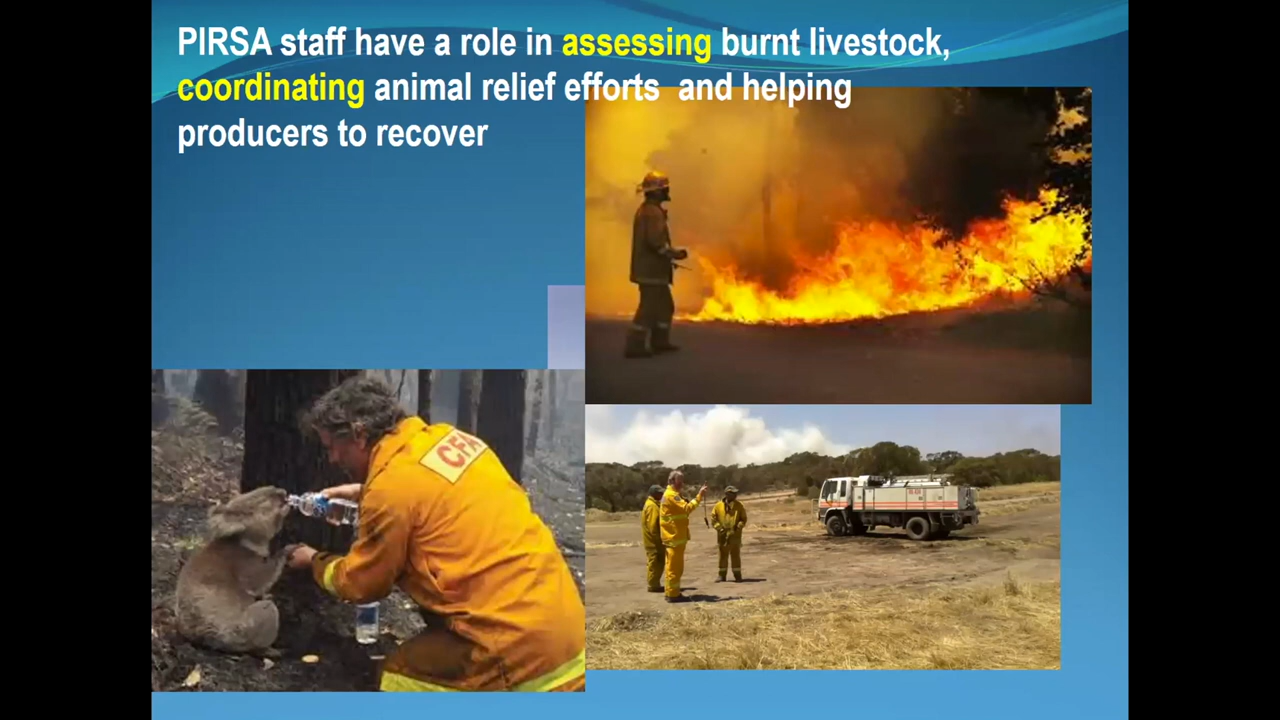 PIRSA staff have a role in assessing burnt livestock,
coordinating animal relief efforts and helping
producers to recover
CFA